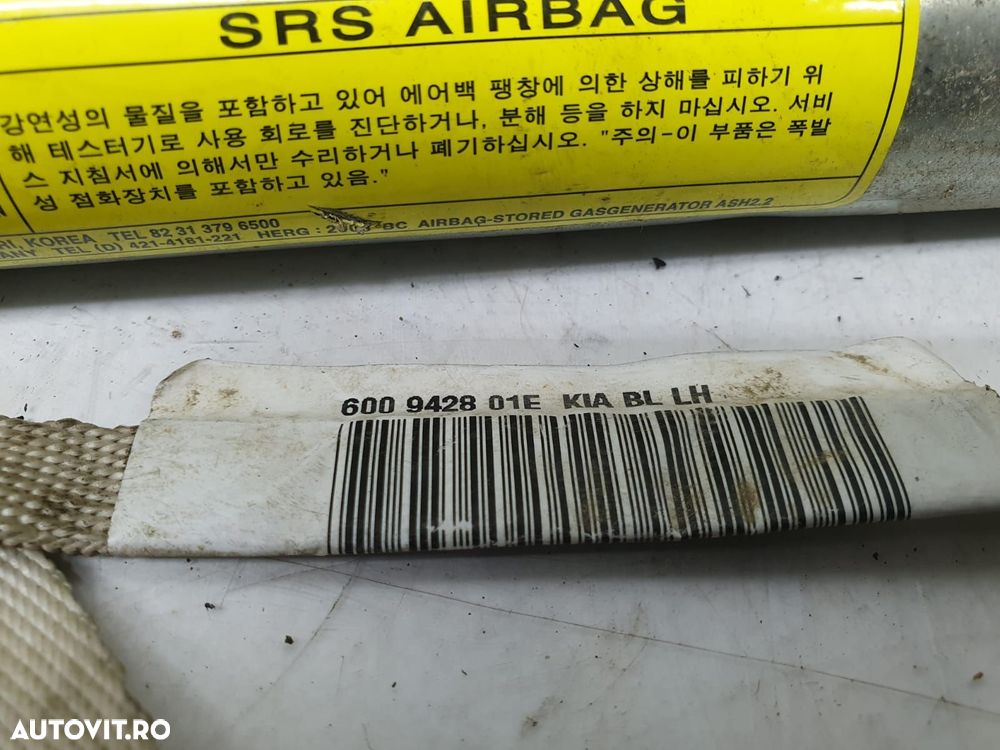 SRS AIRBAG
강연성의 물질을 포함하고 있어 에어백 팽창에 의한 상해를 피하기 위
해 테스터기로 사용 회로를 진단하거나, 분해 등을 하지 마십시오. 서비
스 지침서에 의해서만 수리하거나 폐기하십시오. "주의-이 부품은 폭발
성 점화장치를 포함하고 있음."
RI, KOREA TEL 82 31 379 6500
ANY TEL (D) 421-4181-221 HERG : BC AIRBAG-STORED GASGENERATOR ASH2.2
600 9428 01E KIA BL LH
AUTOVIT.RO